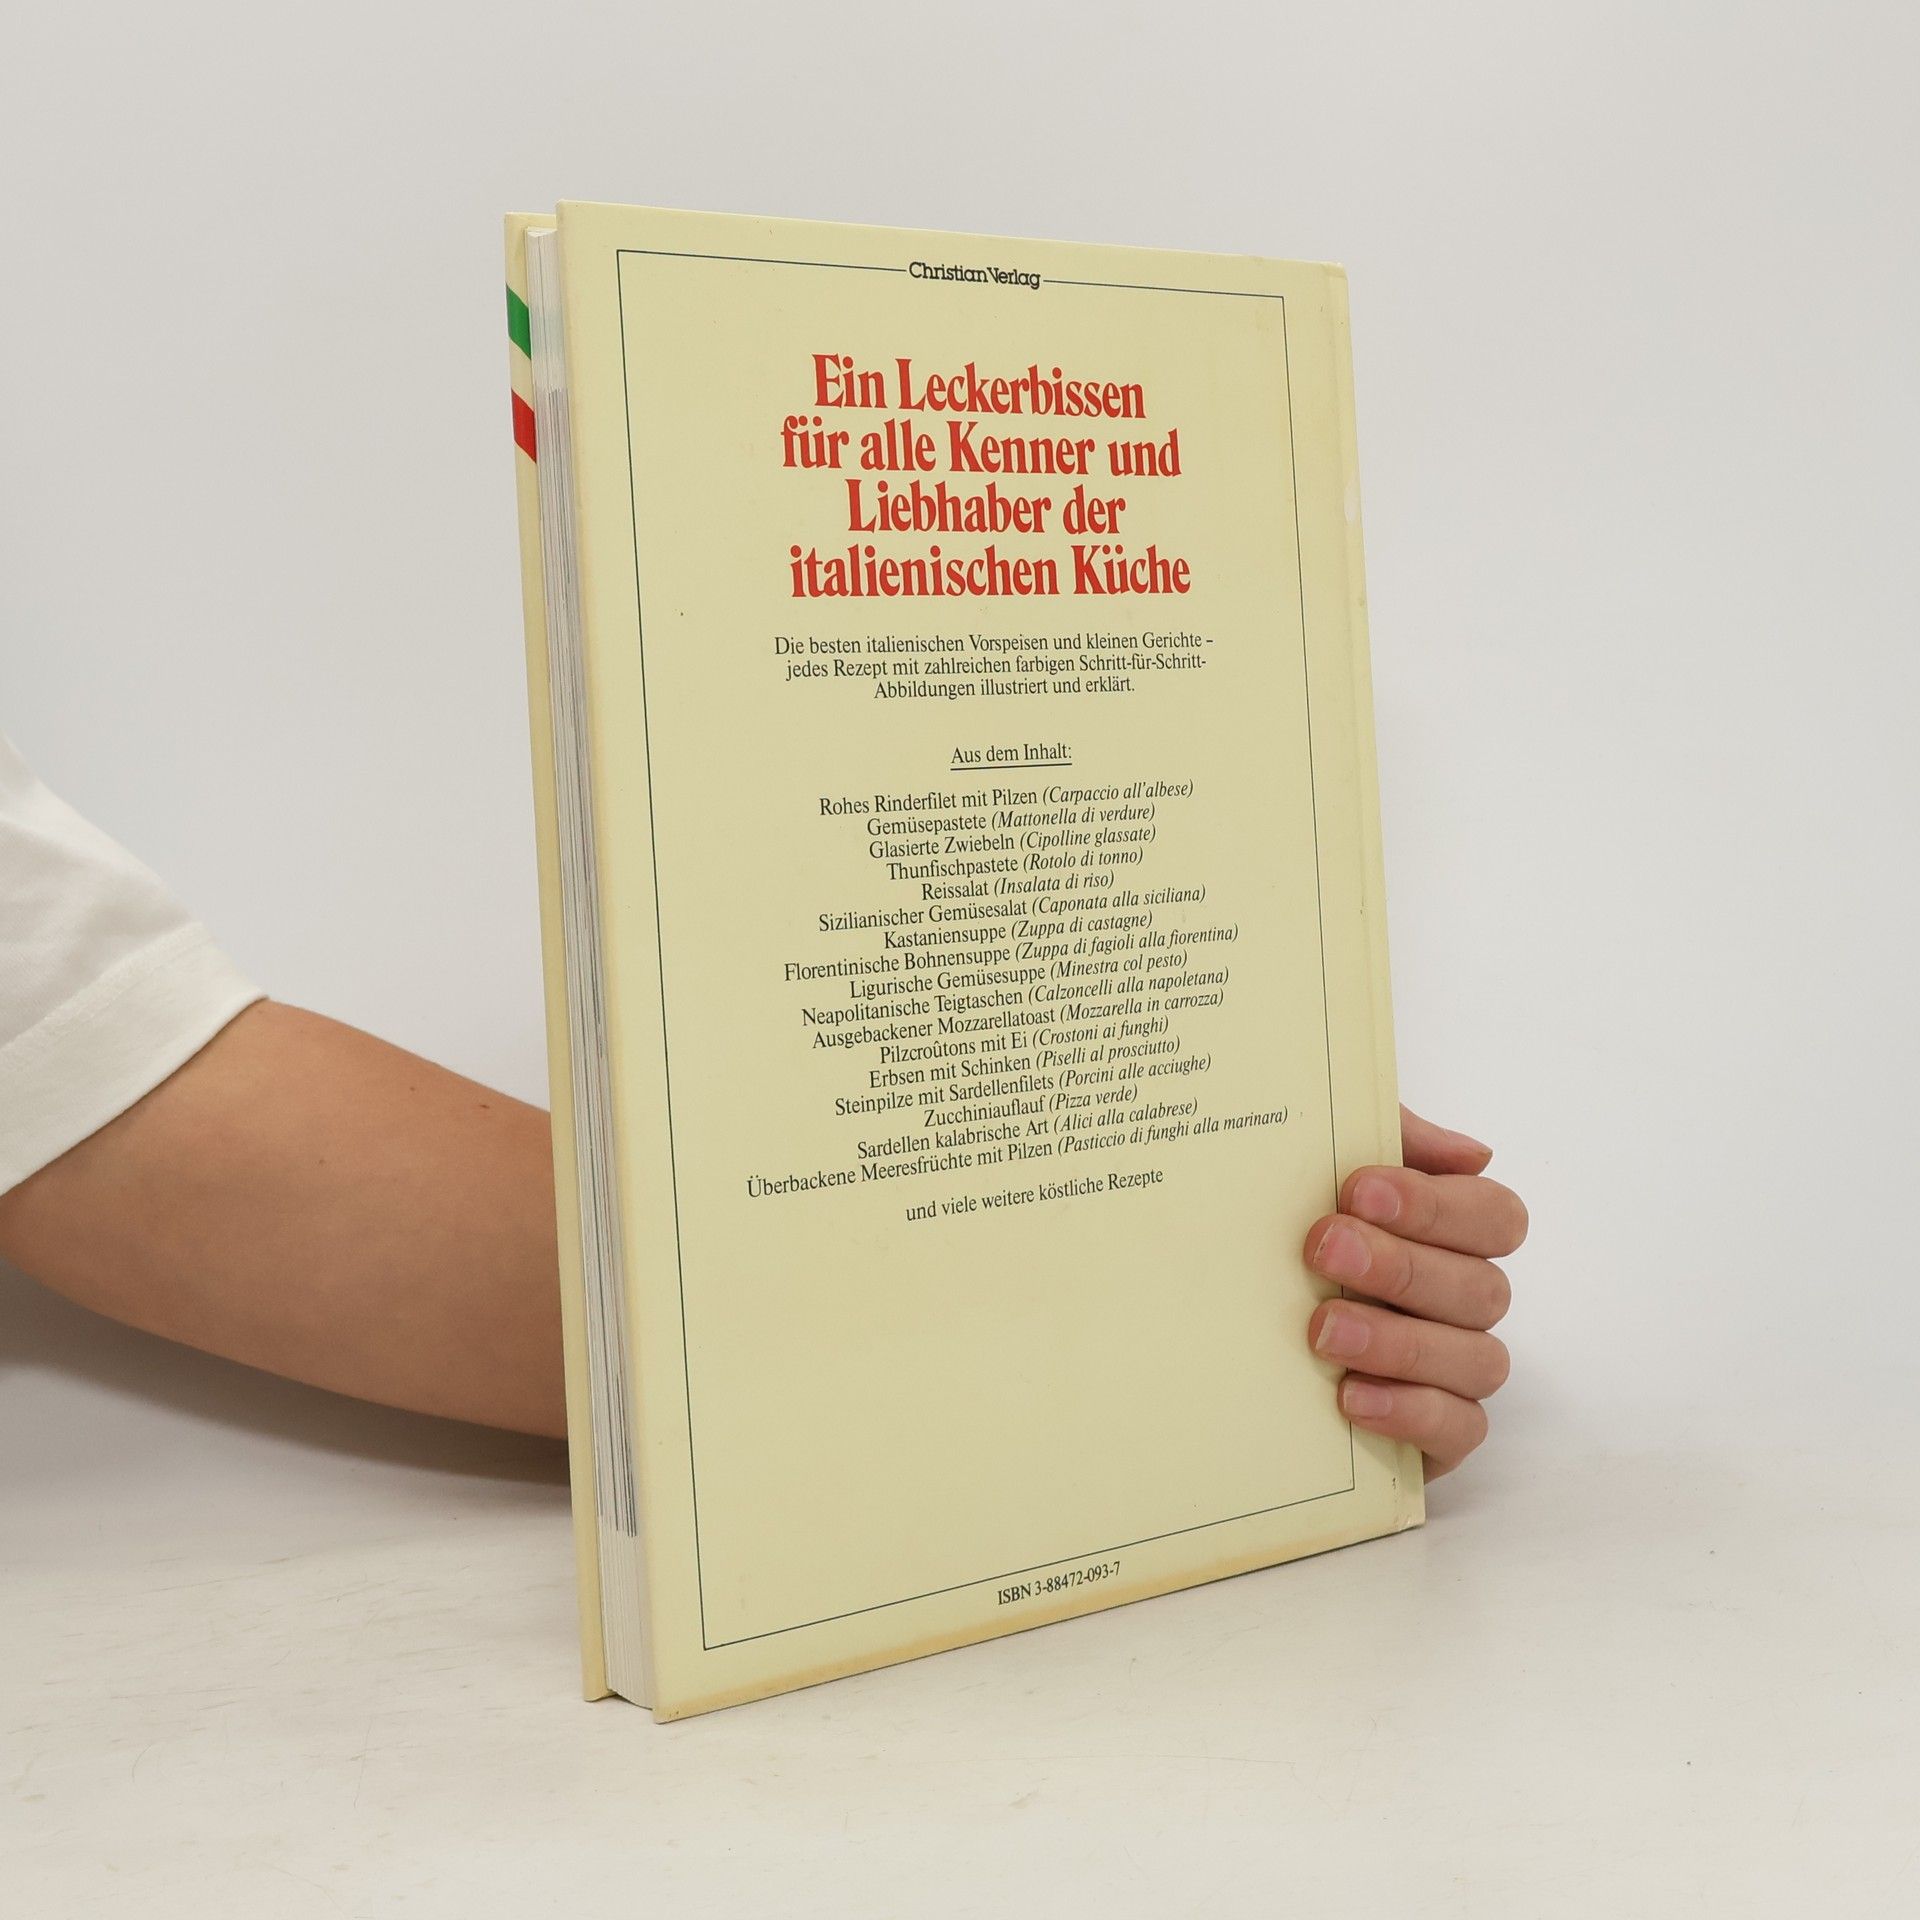 Christian Verlag
Ein Leckerbissen
für alle Kenner und
Liebhaber der
italienischen Küche
Die besten italienischen Vorspeisen und kleinen Gerichte –
jedes Rezept mit zahlreichen farbigen Schritt-für-Schritt-
Abbildungen illustriert und erklärt.
Aus dem Inhalt:
Rohes Rinderfilet mit Pilzen (Carpaccio all'albese)
Gemüsepastete (Mattonella di verdure)
Glasierte Zwiebeln (Cipolline glassate)
Thunfischpastete (Rotolo di tonno)
Reissalat (Insalata di riso)
Sizilianischer Gemüsesalat (Caponata alla siciliana)
Kastaniensuppe (Zuppa di castagne)
Florentinische Bohnensuppe (Zuppa di fagioli alla fiorentina)
Ligurische Gemüsesuppe (Minestra col pesto)
Neapolitanische Teigtaschen (Calzoncelli alla napoletana)
Ausgebackener Mozzarellatoast (Mozzarella in carrozza)
Pilzcroûtons mit Ei (Crostoni ai funghi)
Erbsen mit Schinken (Piselli al prosciutto)
Steinpilze mit Sardellenfilets (Porcini alle acciughe)
Zucchiniauflauf (Pizza verde)
Sardellen kalabrische Art (Alici alla calabrese)
Überbackene Meeresfrüchte mit Pilzen (Pasticcio di funghi alla marinara)
und viele weitere köstliche Rezepte
ISBN 3-88472-093-7